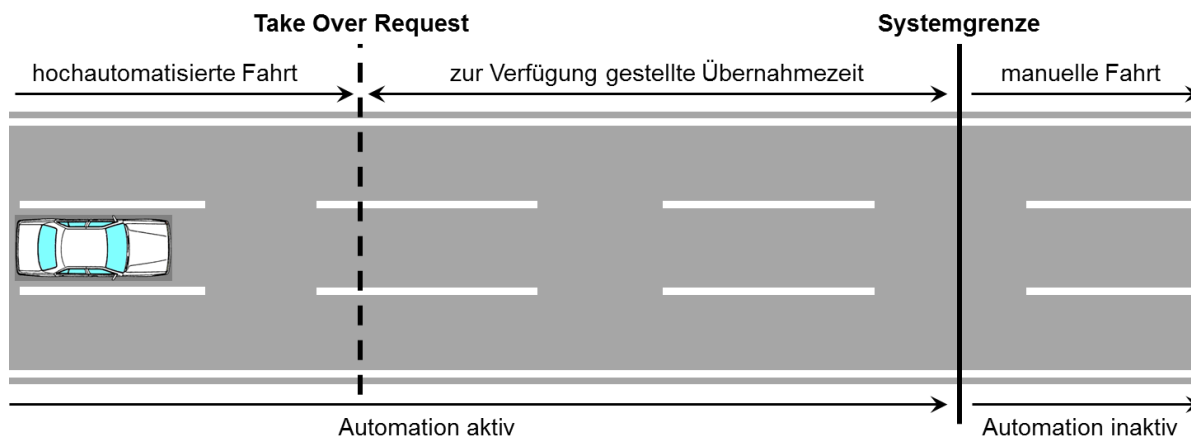 Take Over Request
Systemgrenze
hochautomatisierte Fahrt
zur Verfügung gestellte Übernahmezeit
manuelle Fahrt
Automation aktiv
Automation inaktiv